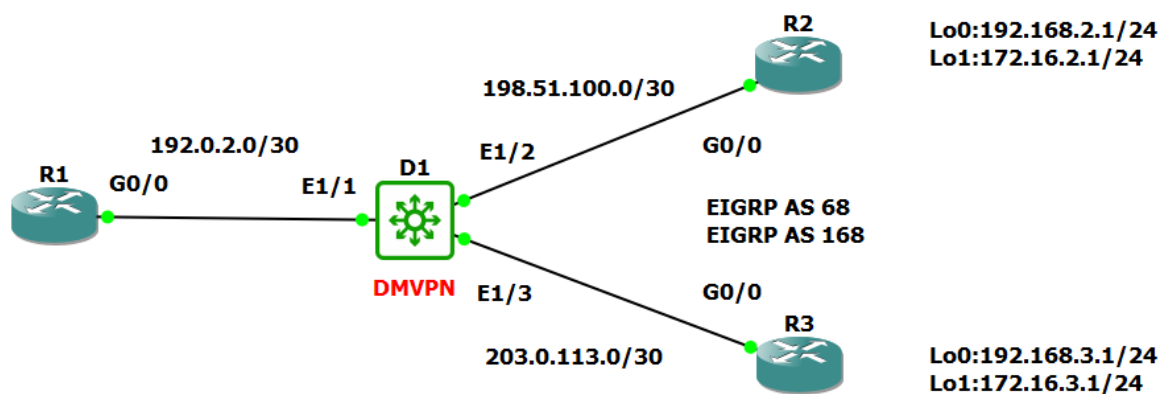 R2
Lo0:192.168.2.1/24
Lo1:172.16.2.1/24
198.51.100.0/30
192.0.2.0/30
E1/2
G0/0
R1
G0/0
E1/1
D1
EIGRP AS 68
EIGRP AS 168
DMVPN
E1/3
G0/0
R3
203.0.113.0/30
Lo0:192.168.3.1/24
Lo1:172.16.3.1/24